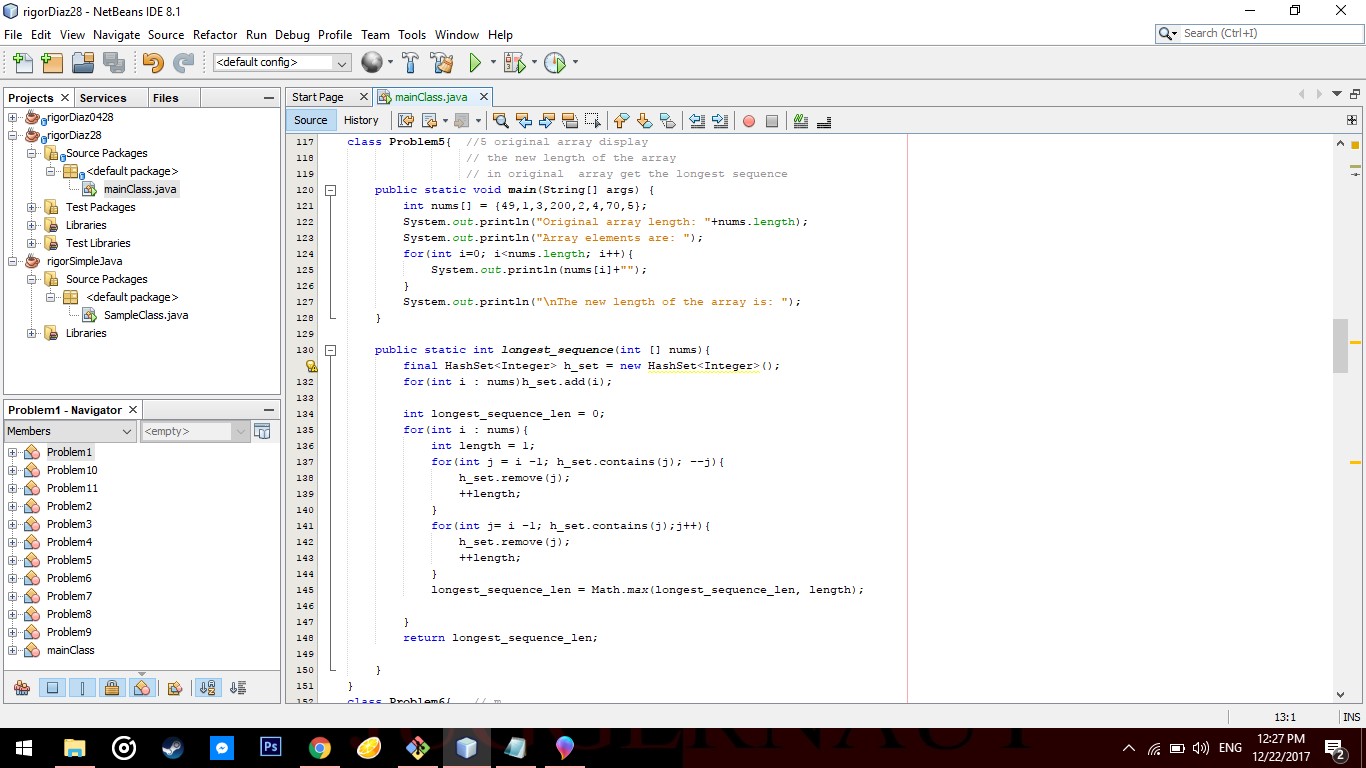 rigorDiaz28 - NetBeans IDE 8.1
File Edit View Navigate Source Refactor Run Debug Profile Team Tools Window Help
Search (Ctrl+I)
<default config>
Projects Services Files
rigorDiaz0428
rigorDiaz28
Source Packages
<default package>
mainClass.java
Test Packages
Libraries
Test Libraries
rigorSimpleJava
Source Packages
<default package>
SampleClass.java
Libraries
Problem1 - Navigator
Members <empty>
Problem1
Problem10
Problem11
Problem2
Problem3
Problem4
Problem5
Problem6
Problem7
Problem8
Problem9
mainClass
Start Page mainClass.java
Source History
117 class Problem5{ //5 original array display
118 // the new length of the array
119 // in original array get the longest sequence
120 public static void main(String[] args) {
121 int nums[] = {49,1,3,200,2,4,70,5};
122 System.out.println("Original array length: "+nums.length);
123 System.out.println("Array elements are: ");
124 for(int i=0; i<nums.length; i++){
125 System.out.println(nums[i]+"");
126 }
127 System.out.println("\nThe new length of the array is: ");
128 }
129
130 public static int longest_sequence(int [] nums){
final HashSet<Integer> h_set = new HashSet<Integer>();
132 for(int i : nums)h_set.add(i);
133
134 int longest_sequence_len = 0;
135 for(int i : nums){
136 int length = 1;
137 for(int j = i -1; h_set.contains(j); --j){
138 h_set.remove(j);
139 ++length;
140 }
141 for(int j= i -1; h_set.contains(j);j++){
142 h_set.remove(j);
143 ++length;
144 }
145 longest_sequence_len = Math.max(longest_sequence_len, length);
146
147 }
148 return longest_sequence_len;
149
150 }
151 }
152 class Problem6{ // m
13:1 INS
Ps
JUGGERNAUT
ENG
12:27 PM
12/22/2017
2